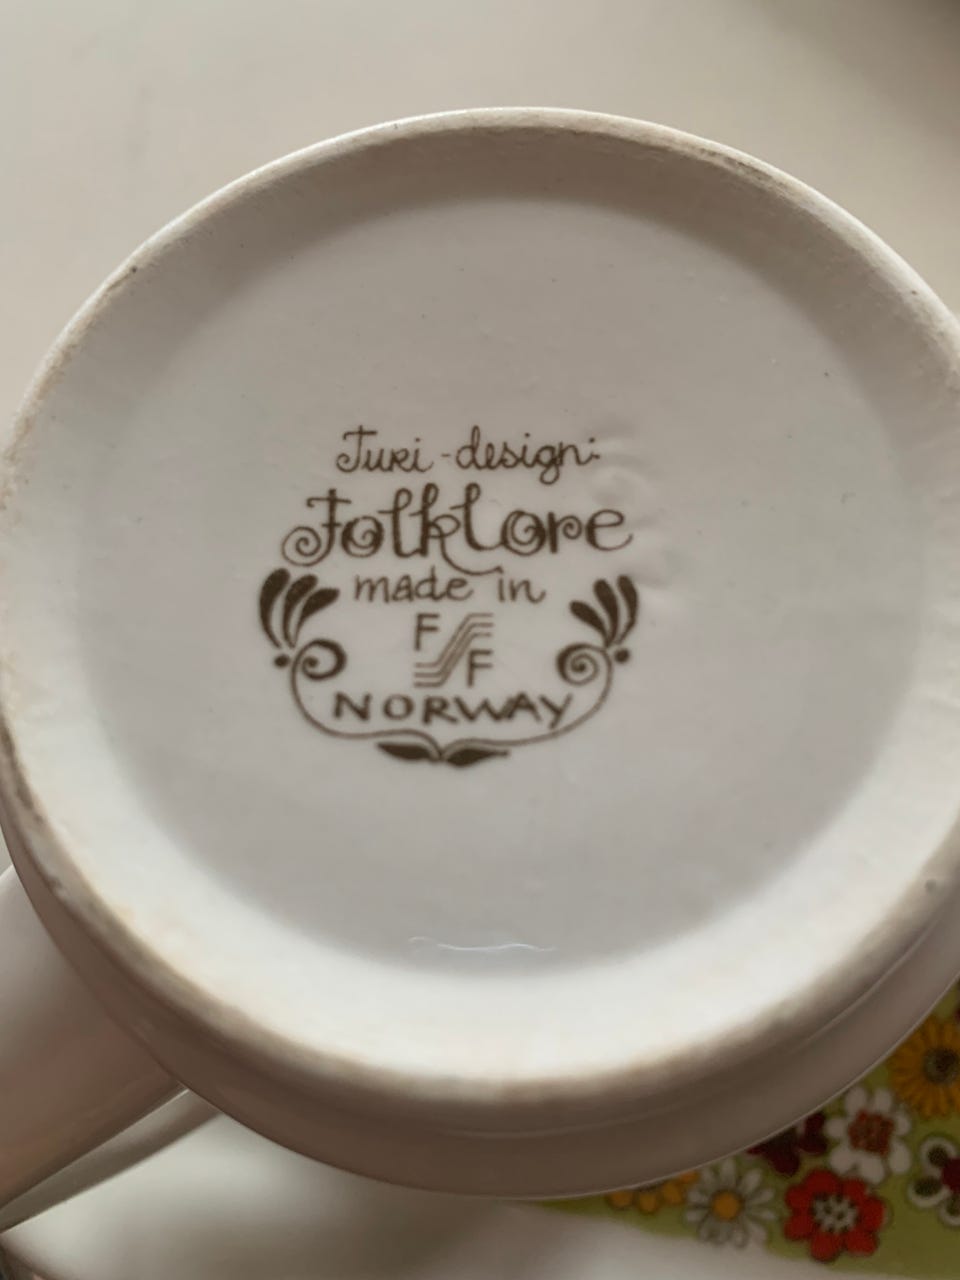 Turi-design:
Folklore
made in
F
F
NORWAY